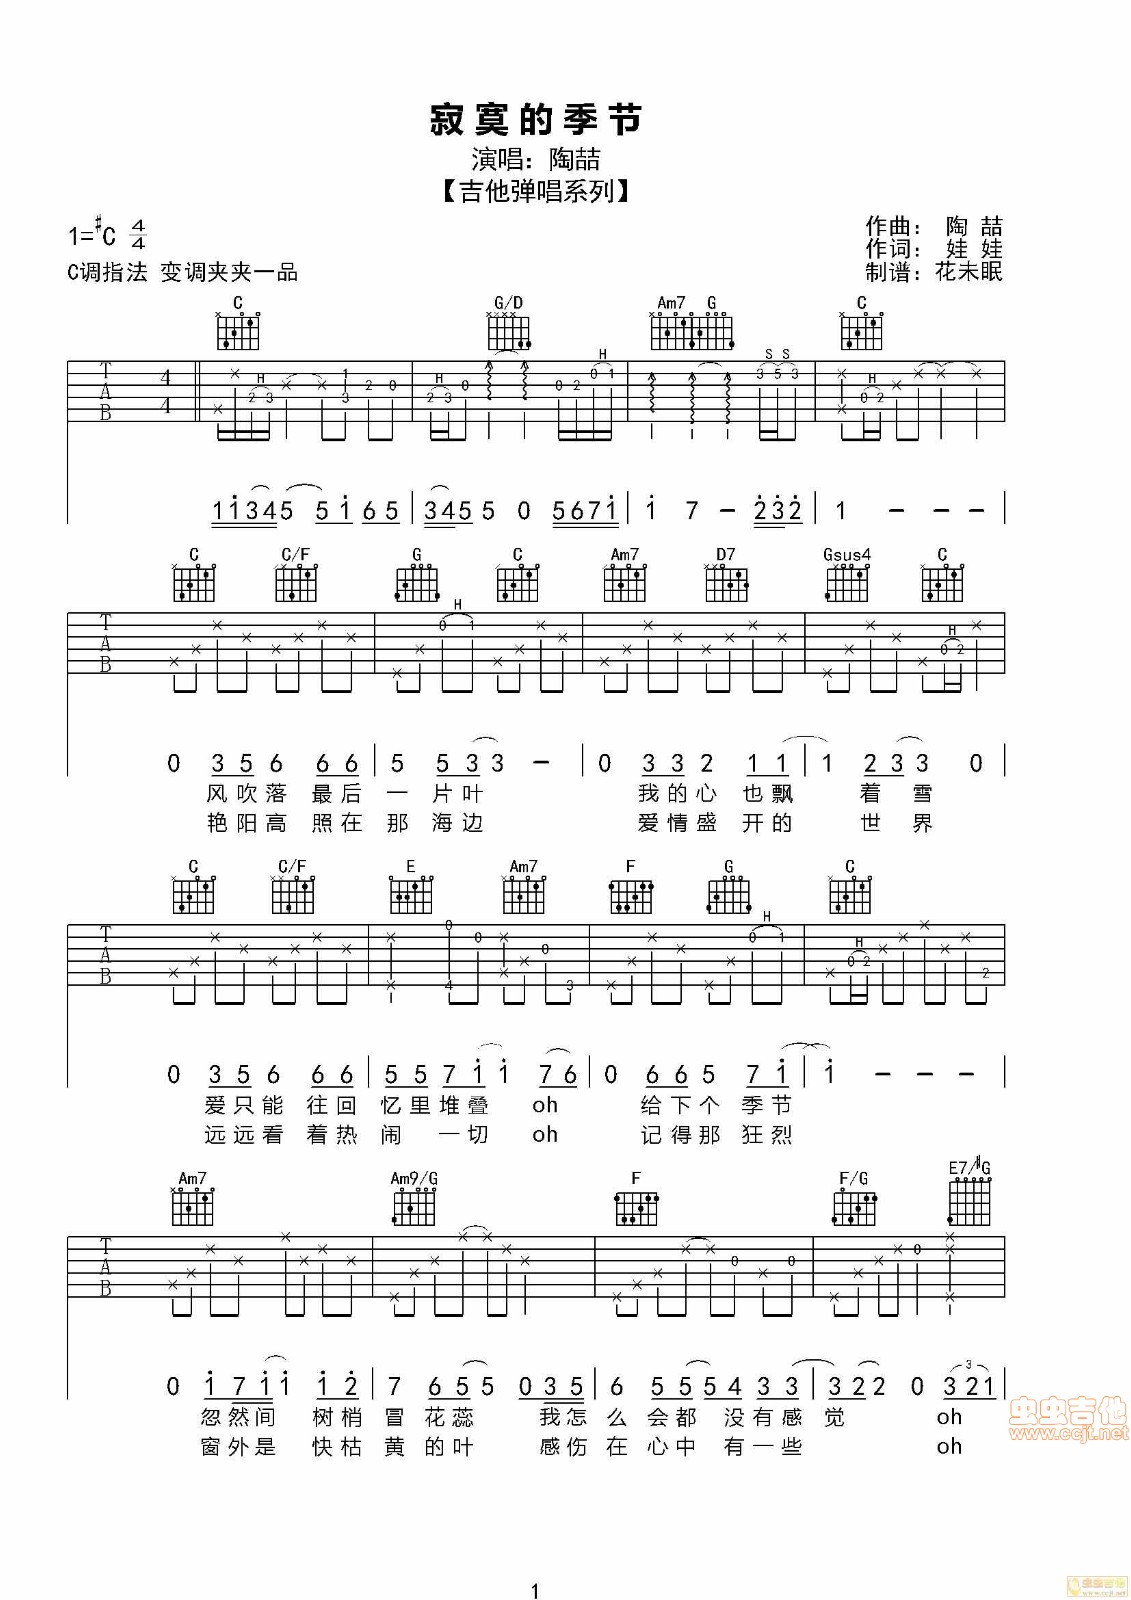 寂寞的季节
演唱：陶喆
【吉他弹唱系列】
1=#C 4/4
作曲： 陶 喆
作词： 娃 娃
C调指法 变调夹夹一品
制谱：花未眠
C G/D Am7 G C
H H H S S H
T A B 4 4
1 1 3 4 5 5 1 6 5 | 3 4 5 5 0 5 6 7 1 | 1 7 - 2 3 2 | 1 - - -
C C/F G C Am7 D7 Gsus4 C
H H
T A B
0 3 5 6 6 6 | 5 5 3 3 - | 0 3 3 2 1 1 | 1 2 3 3 0
风吹落 最后 一 片叶 我的心 也飘 着 雪
艳阳高 照在 那 海边 爱情盛 开的 世 界
C C/F E Am7 F G C
H H
T A B
0 3 5 6 6 6 | 5 5 7 1 1 7 6 | 0 6 6 5 7 1 | 1 - - -
爱只能 往回 忆里堆叠 oh 给下个 季节
远远看 着热 闹 一切 oh 记得那 狂烈
Am7 Am9/G F F/G E7/#G
T A B
0 1 7 1 1 1 2 | 7 6 5 5 0 3 5 | 6 5 5 5 4 3 3 | 3 2 2 0 3 2 1
3
忽然间 树梢 冒 花蕊 我怎 么 会都 没有感 觉 oh
窗外是 快枯 黄 的叶 感伤 在 心中 有一些 oh
虫虫吉他
www.ccjt.net
1
虫虫吉他
www.ccjt.net